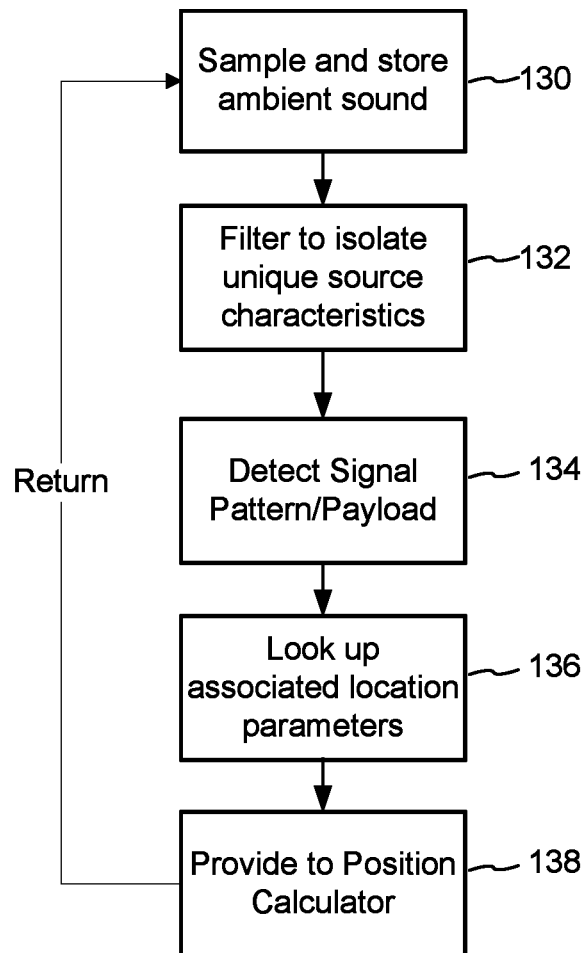 Sample and store
ambient sound
130
Filter to isolate
unique source
characteristics
132
Detect Signal
Pattern/Payload
134
Return
Look up
associated location
parameters
136
Provide to Position
Calculator
138